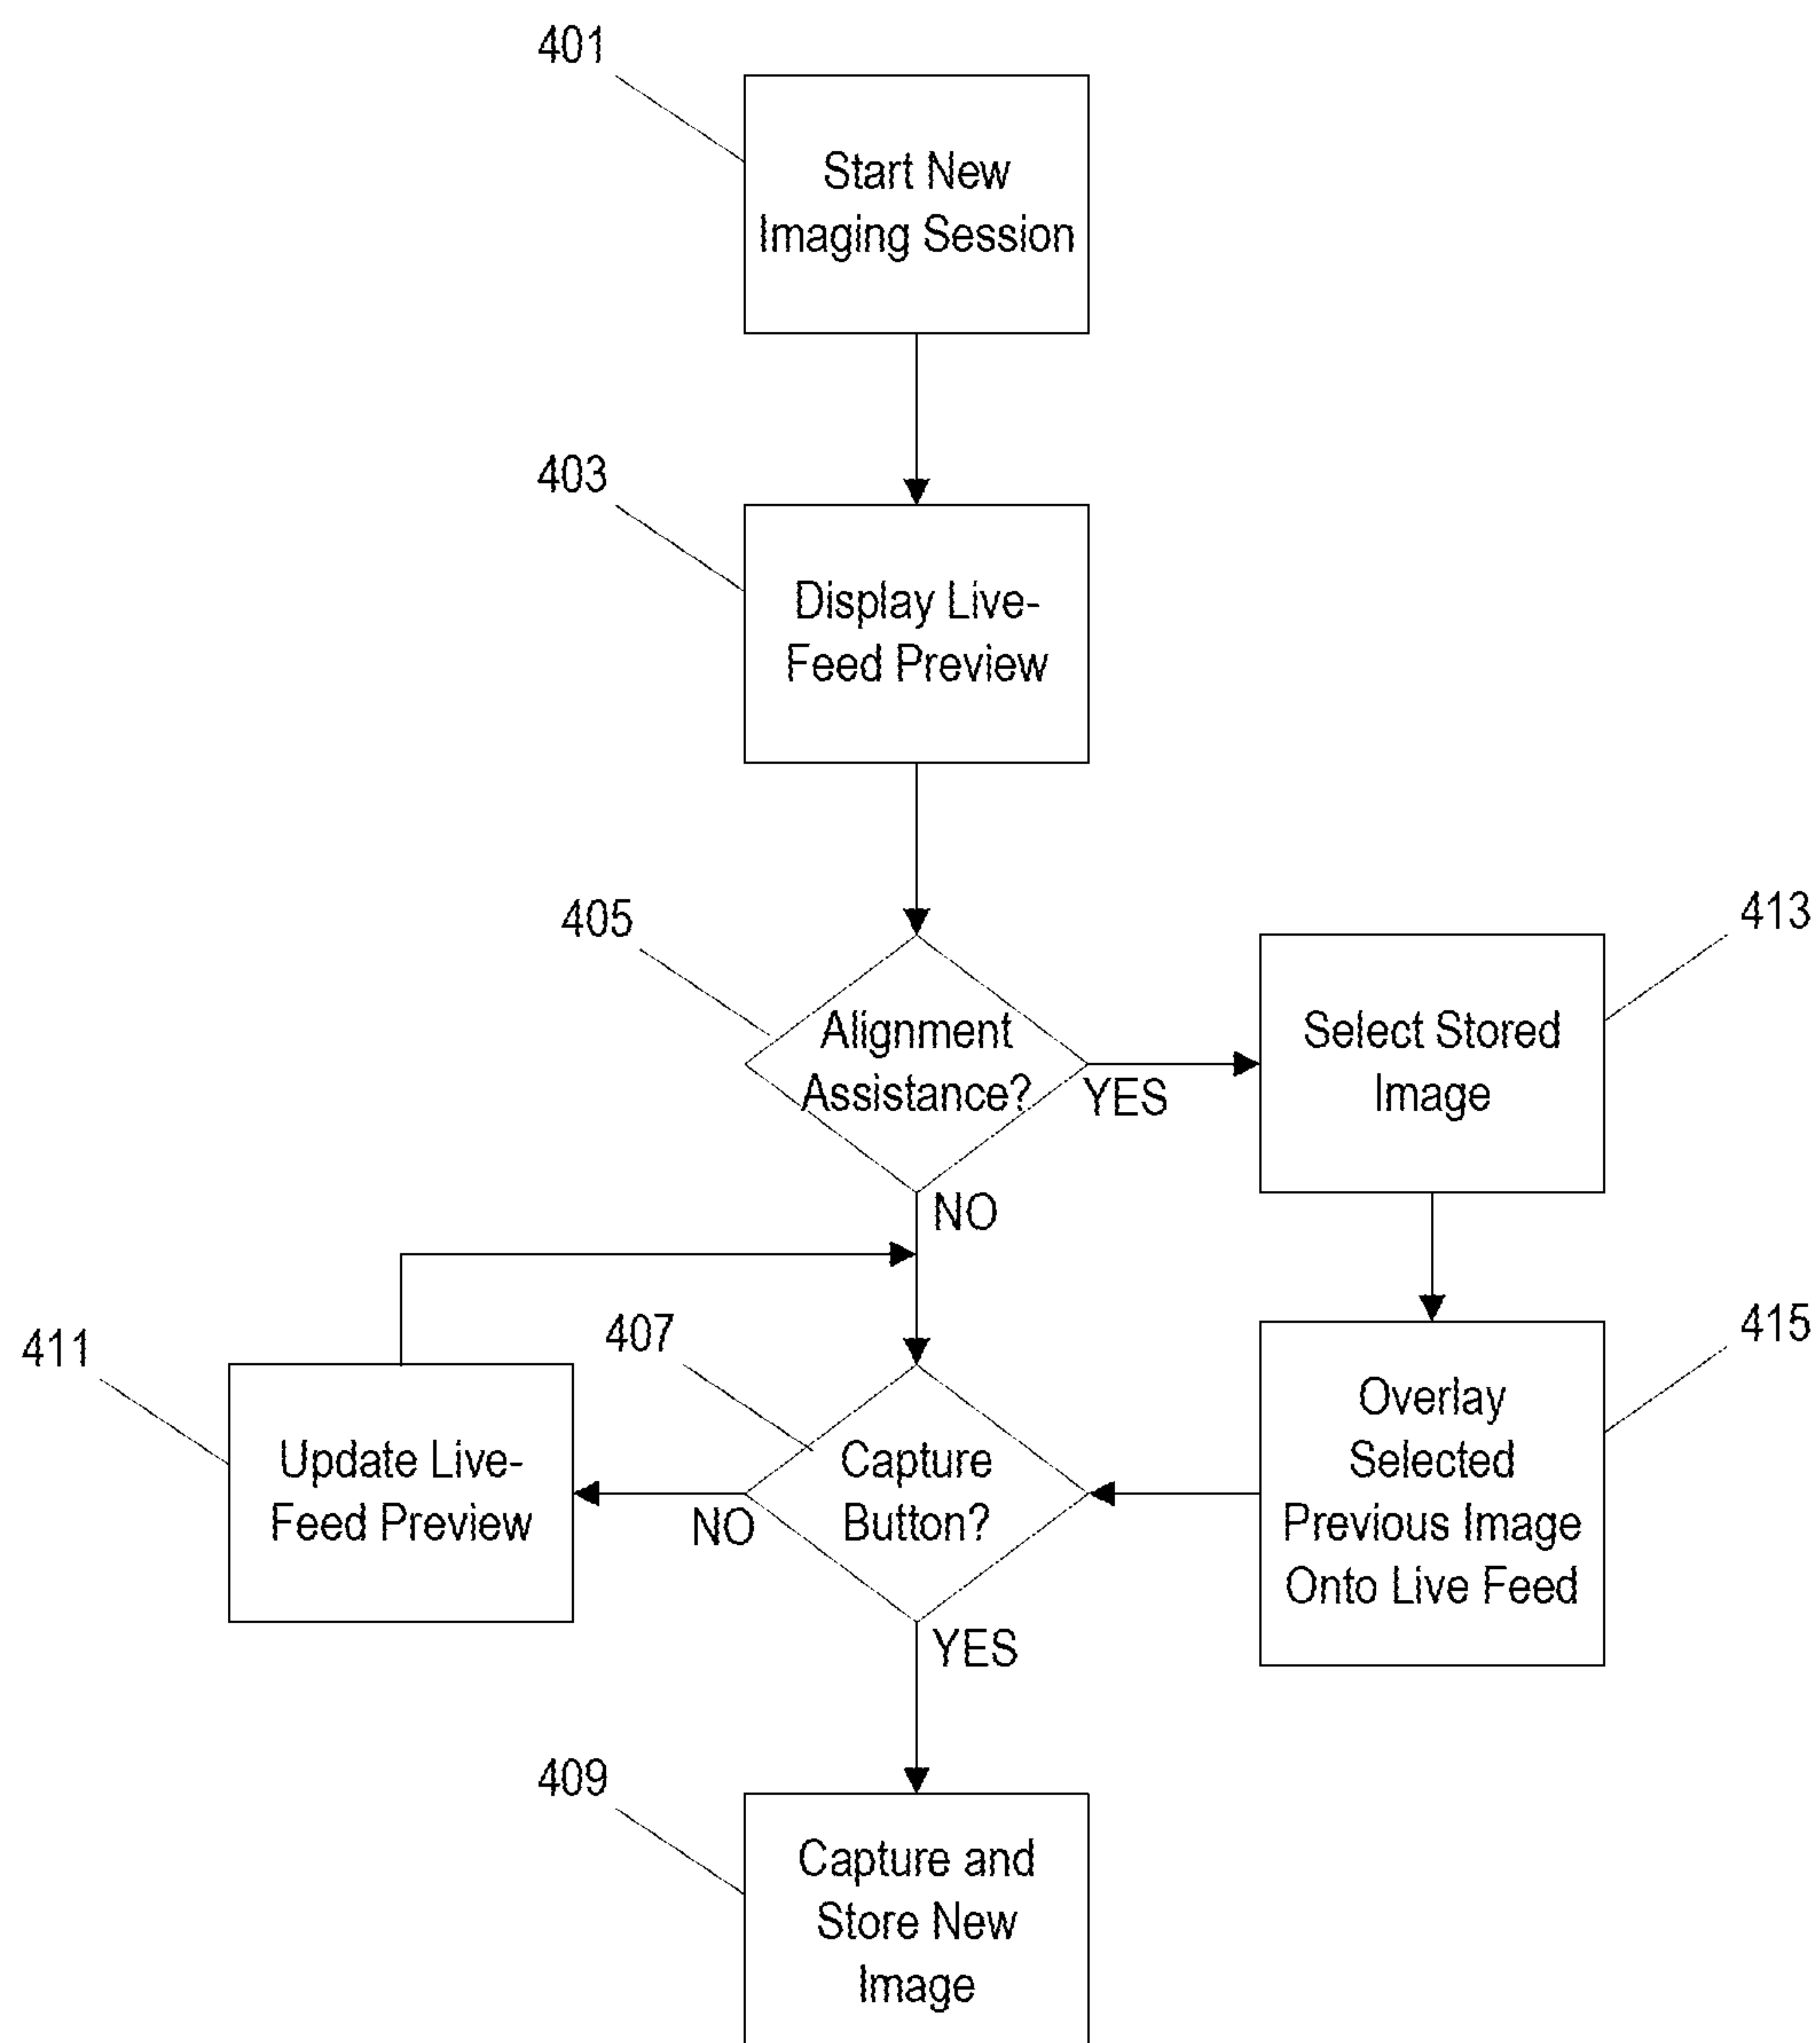 401
Start New
Imaging Session
403
Display Live-
Feed Preview
405
Alignment
Assistance?
YES
NO
413
Select Stored
Image
411
Update Live-
Feed Preview
407
Capture
Button?
NO
YES
415
Overlay
Selected
Previous Image
Onto Live Feed
409
Capture and
Store New
Image